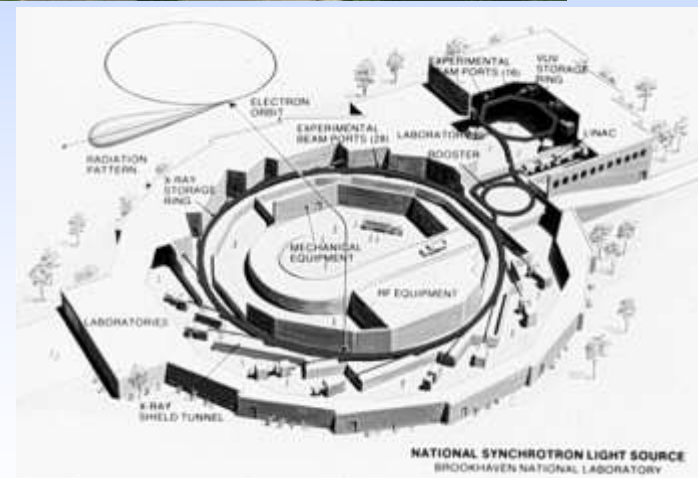 EXPERIMENTAL
BEAM PORTS (16)
VUV
STORAGE
RING
ELECTRON
ORBIT
EXPERIMENTAL
BEAM PORTS (28)
LABORATORIES
LINAC
BOOSTER
RADIATION
PATTERN
X-RAY
STORAGE
RING
MECHANICAL
EQUIPMENT
RF EQUIPMENT
LABORATORIES
X-RAY
SHIELD TUNNEL
NATIONAL SYNCHROTRON LIGHT SOURCE
BROOKHAVEN NATIONAL LABORATORY